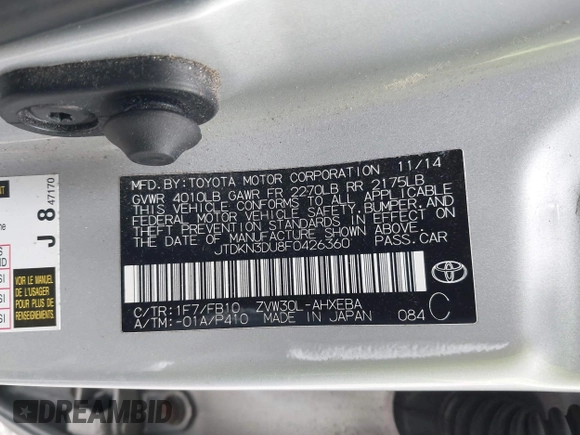 MFD.BY:TOYOTA MOTOR CORPORATION 11/14
GVWR 4010LB GAWR FR 2270LB RR 2175LB
THIS VEHICLE CONFORMS TO ALL APPLICABLE
FEDERAL MOTOR VEHICLE SAFETY,BUMPER,AND
THEFT PREVENTION STANDARDS IN EFFECT ON
THE DATE OF MANUFACTURE SHOWN ABOVE.
JTDKN3DU8F0426360 PASS.CAR
C/TR:1F7/FB10 ZVW30L-AHXEBA
A/TM:-01A/P410 MADE IN JAPAN 084 C
TOYOTA
J 8
47170
VOIR LE MANUEL
DE L'USAGER
POUR PLUS DE
RENSEIGNEMENTS
DREAMBID